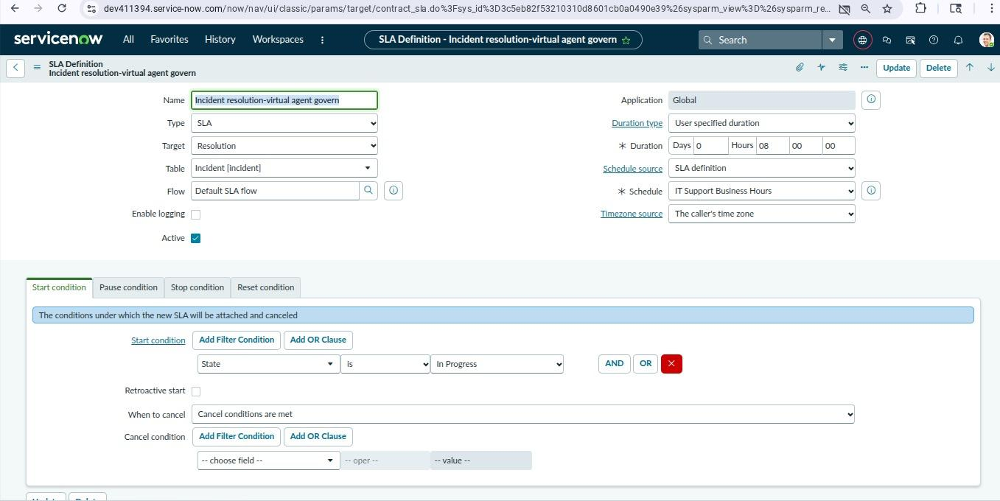 dev411394.service-now.com/now/nav/ui/classic/params/target/contract_sla.do%3Fsys_id%3D3c5eb82f53210310d8601cb0a0490e39%26sysparm_view%3D%26sysparm_re...
servicenow All Favorites History Workspaces SLA Definition - Incident resolution-virtual agent govern Search
SLA Definition
Incident resolution-virtual agent govern
Update Delete
Name Incident resolution-virtual agent govern
Application Global
Type SLA
Duration type User specified duration
Target Resolution
* Duration Days 0 Hours 08 00 00
Table Incident [incident]
Schedule source SLA definition
Flow Default SLA flow
* Schedule IT Support Business Hours
Enable logging
Timezone source The caller's time zone
Active
Start condition Pause condition Stop condition Reset condition
The conditions under which the new SLA will be attached and canceled
Start condition Add Filter Condition Add OR Clause
State is In Progress AND OR
Retroactive start
When to cancel Cancel conditions are met
Cancel condition Add Filter Condition Add OR Clause
-- choose field -- -- oper -- -- value --